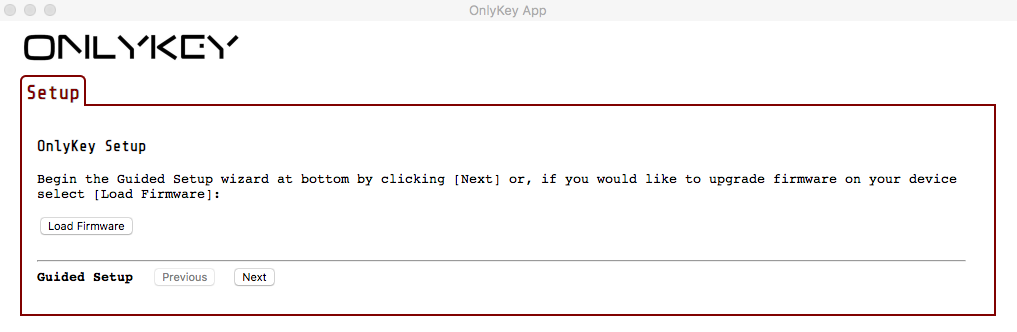 OnlyKey App
ONLYKEY
Setup
OnlyKey Setup
Begin the Guided Setup wizard at bottom by clicking [Next] or, if you would like to upgrade firmware on your device
select [Load Firmware]:
Load Firmware
Guided Setup Previous Next